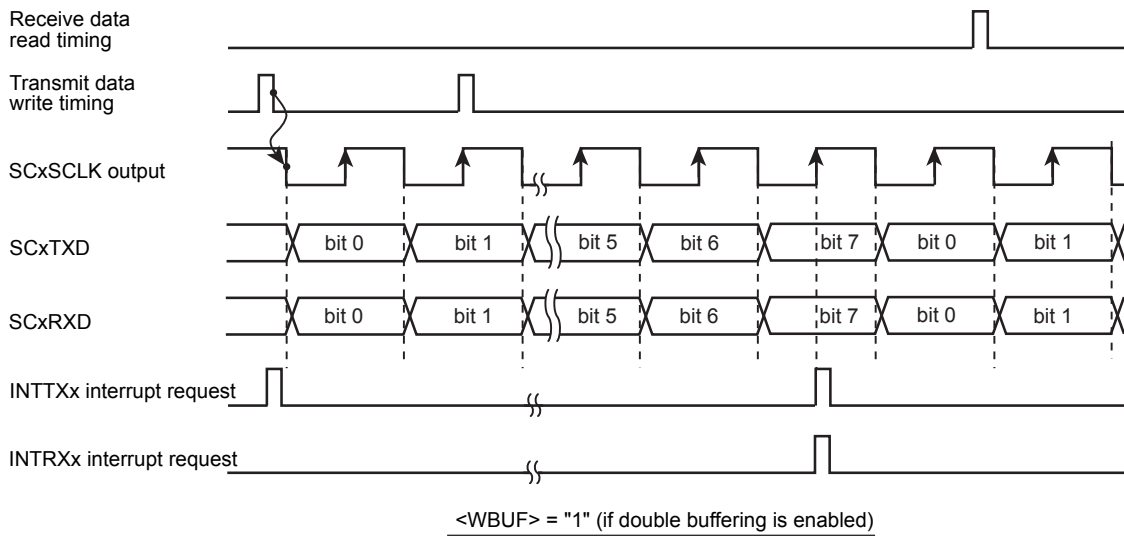 Receive data
read timing
Transmit data
write timing
SCxSCLK output
SCxTXD
bit 0
bit 1
bit 5
bit 6
bit 7
bit 0
bit 1
SCxRXD
bit 0
bit 1
bit 5
bit 6
bit 7
bit 0
bit 1
INTTXx interrupt request
INTRXx interrupt request
<WBUF> = "1" (if double buffering is enabled)